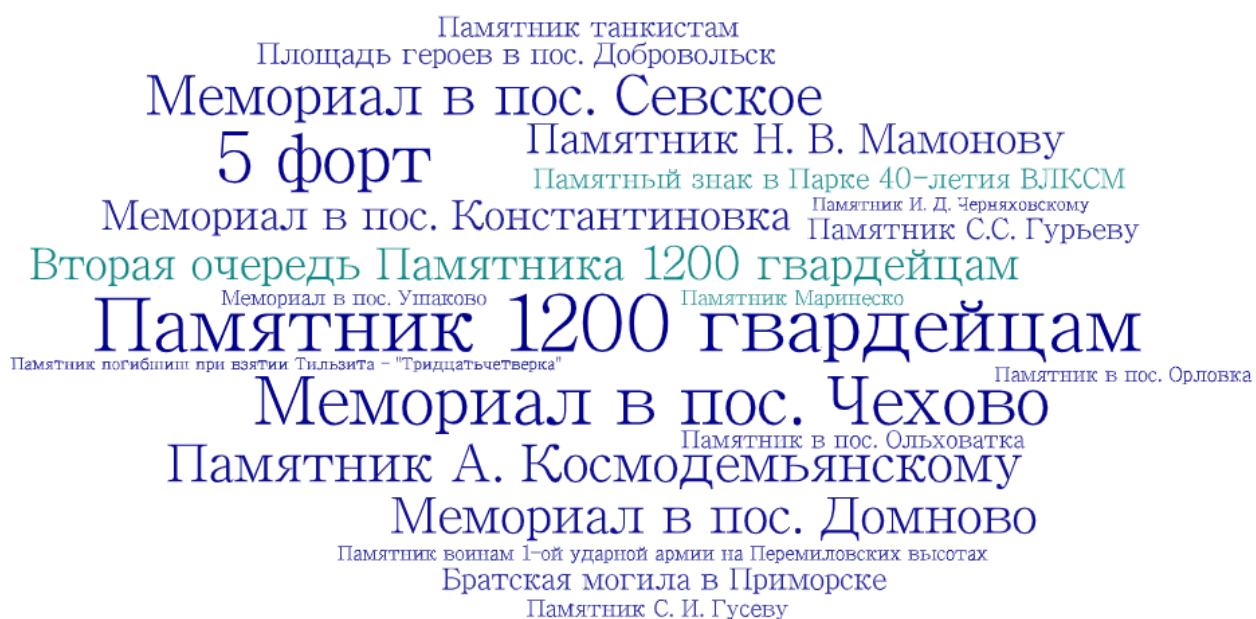 Памятник танкистам
Площадь героев в пос. Добровольск
Мемориал в пос. Севское
5 форт
Памятник Н. В. Мамонову
Памятный знак в Парке 40-летия ВЛКСМ
Мемориал в пос. Константиновка
Памятник И. Д. Черняховскому
Памятник С.С. Гурьеву
Вторая очередь Памятника 1200 гвардейцам
Мемориал в пос. Ушаково
Памятник Маринеско
Памятник 1200 гвардейцам
Памятник погибшиш при взятии Тильзита - "Тридцатьчетверка"
Памятник в пос. Орловка
Мемориал в пос. Чехово
Памятник в пос. Ольховатка
Памятник А. Космодемьянскому
Мемориал в пос. Домново
Памятник воинам 1-ой ударной армии на Перемиловских высотах
Братская могила в Приморске
Памятник С. И. Гусеву